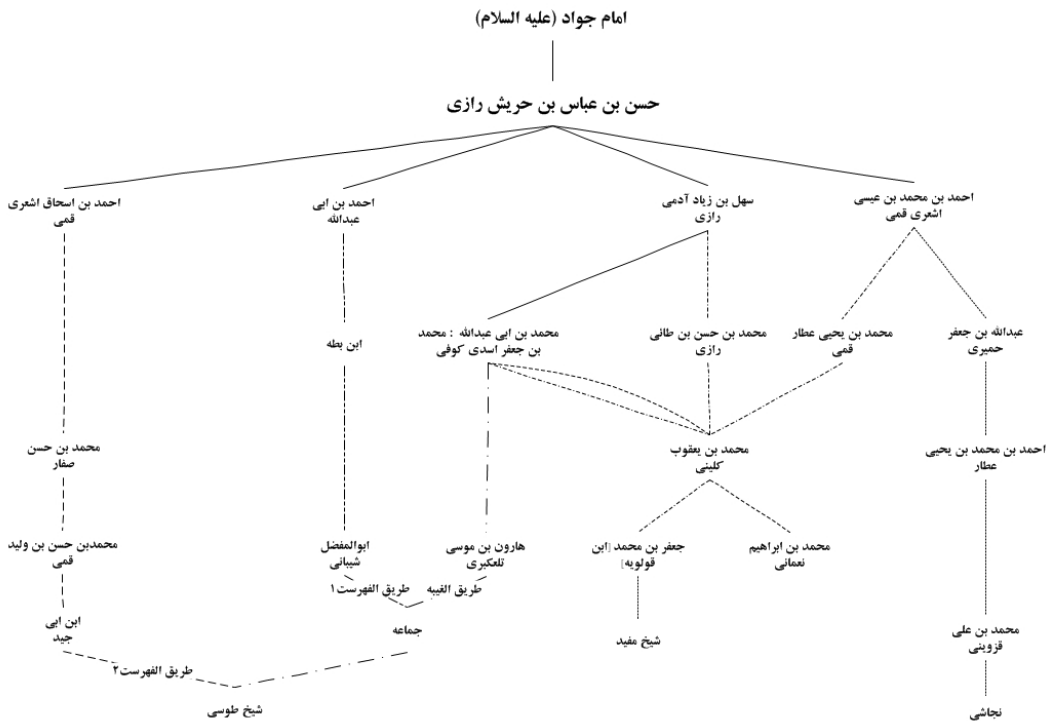 امام جواد (علیه السلام)
حسن بن عباس بن حریش رازی
احمد بن محمد بن عیسی
اشعری قمی
سهل بن زیاد آدمی
رازی
احمد بن ابی
عبدالله
احمد بن اسحاق اشعری
قمی
عبدالله بن جعفر
حمیری
محمد بن یحیی عطار
قمی
محمد بن حسن بن طائی
رازی
محمد بن ابی عبدالله : محمد
بن جعفر اسدی کوفی
ابن بطه
احمد بن محمد بن یحیی
عطار
محمد بن یعقوب
کلینی
محمد بن حسن
صفار
محمد بن ابراهیم
نعمانی
جعفر بن محمد [ابن
قولویه]
هارون بن موسی
تلعکبری
ابوالمفضل
شیبانی
محمدبن حسن بن ولید
قمی
طریق الغیبه
طریق الفهرست۱
محمد بن علی
قزوینی
شیخ مفید
جماعه
ابن ابی
جید
طریق الفهرست۲
نجاشی
شیخ طوسی